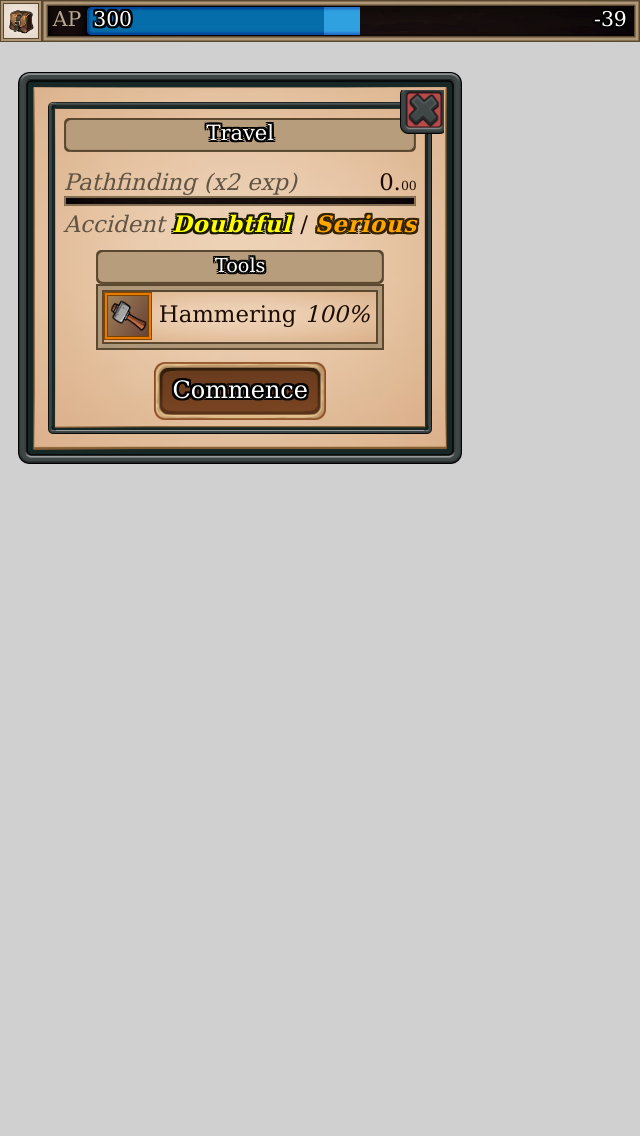 AP 300 -39
Travel
Pathfinding (x2 exp) 0.00
Accident Doubtful / Serious
Tools
Hammering 100%
Commence